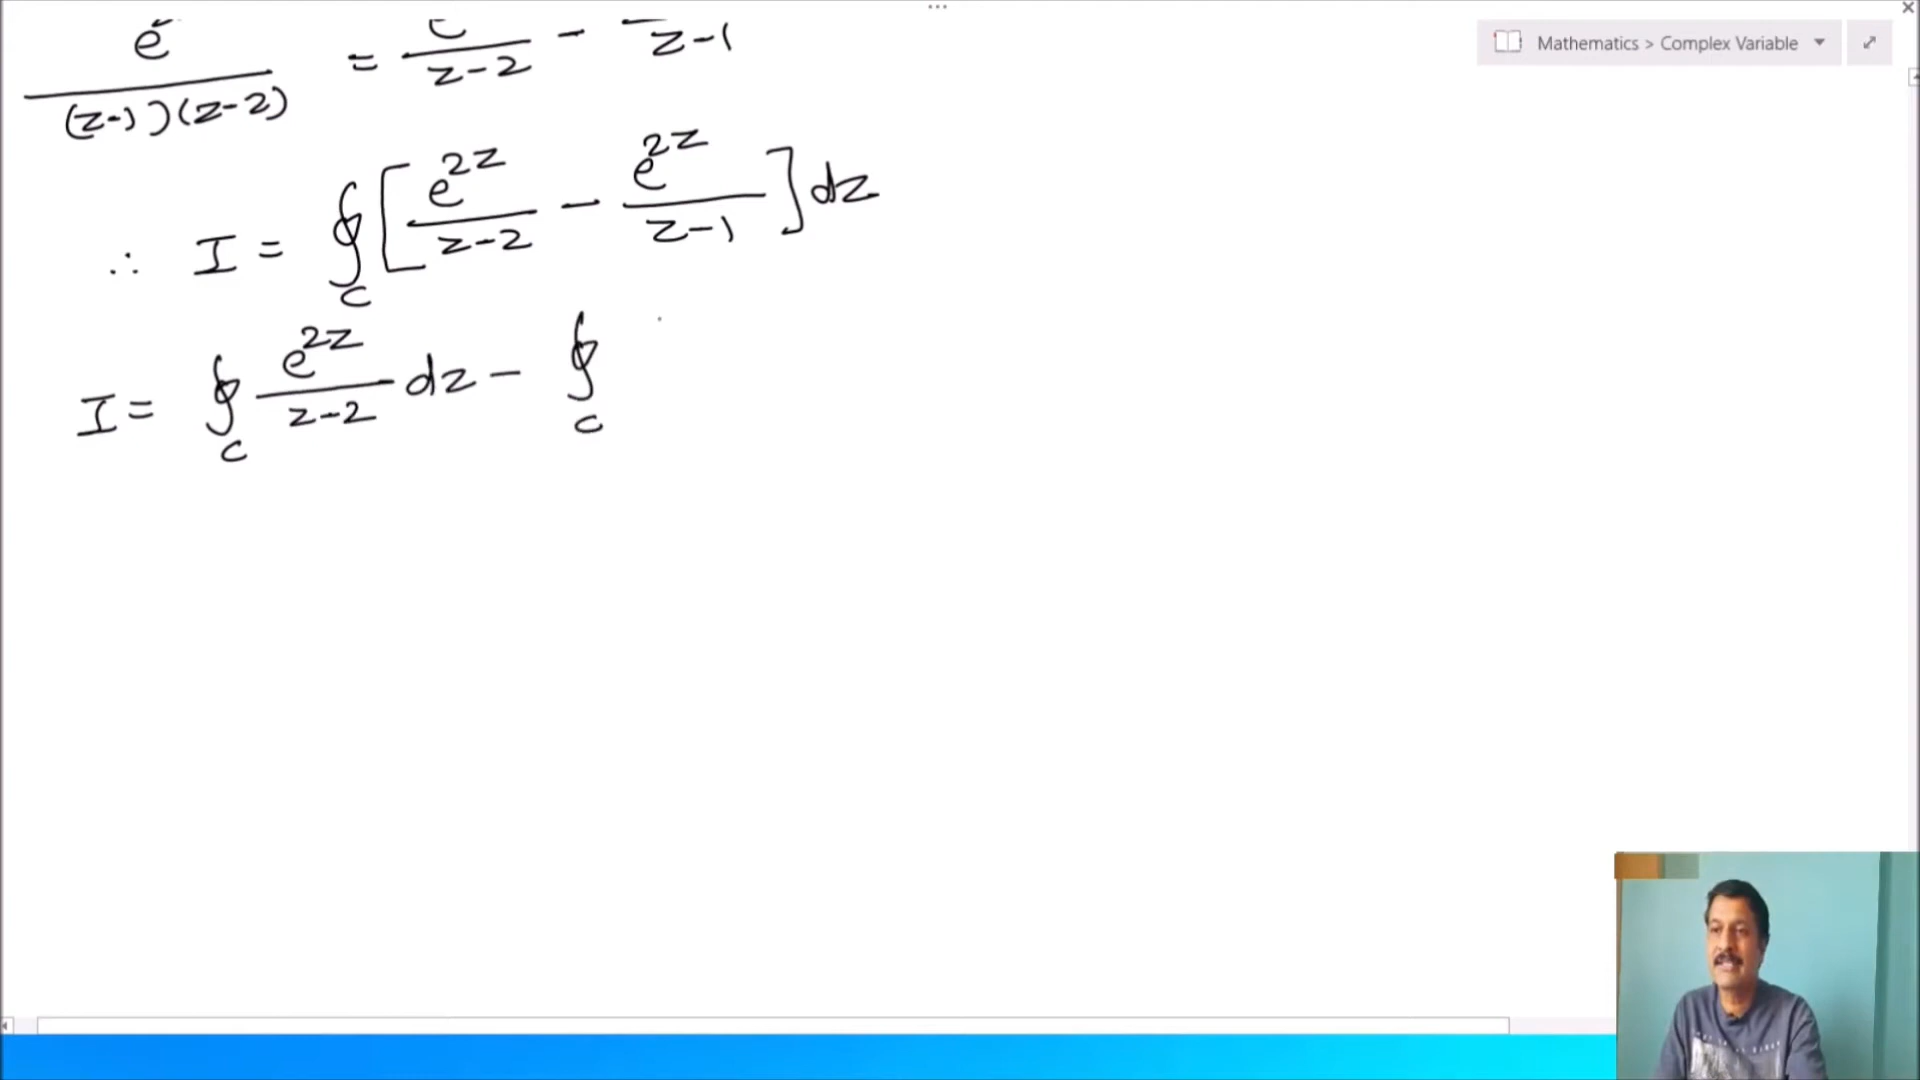 Mathematics > Complex Variable
e / (z-1)(z-2) = / z-2 - / z-1
∴ I = ∮_C [ e^{2z} / z-2 - e^{2z} / z-1 ] dz
I = ∮_C e^{2z} / z-2 dz - ∮_C